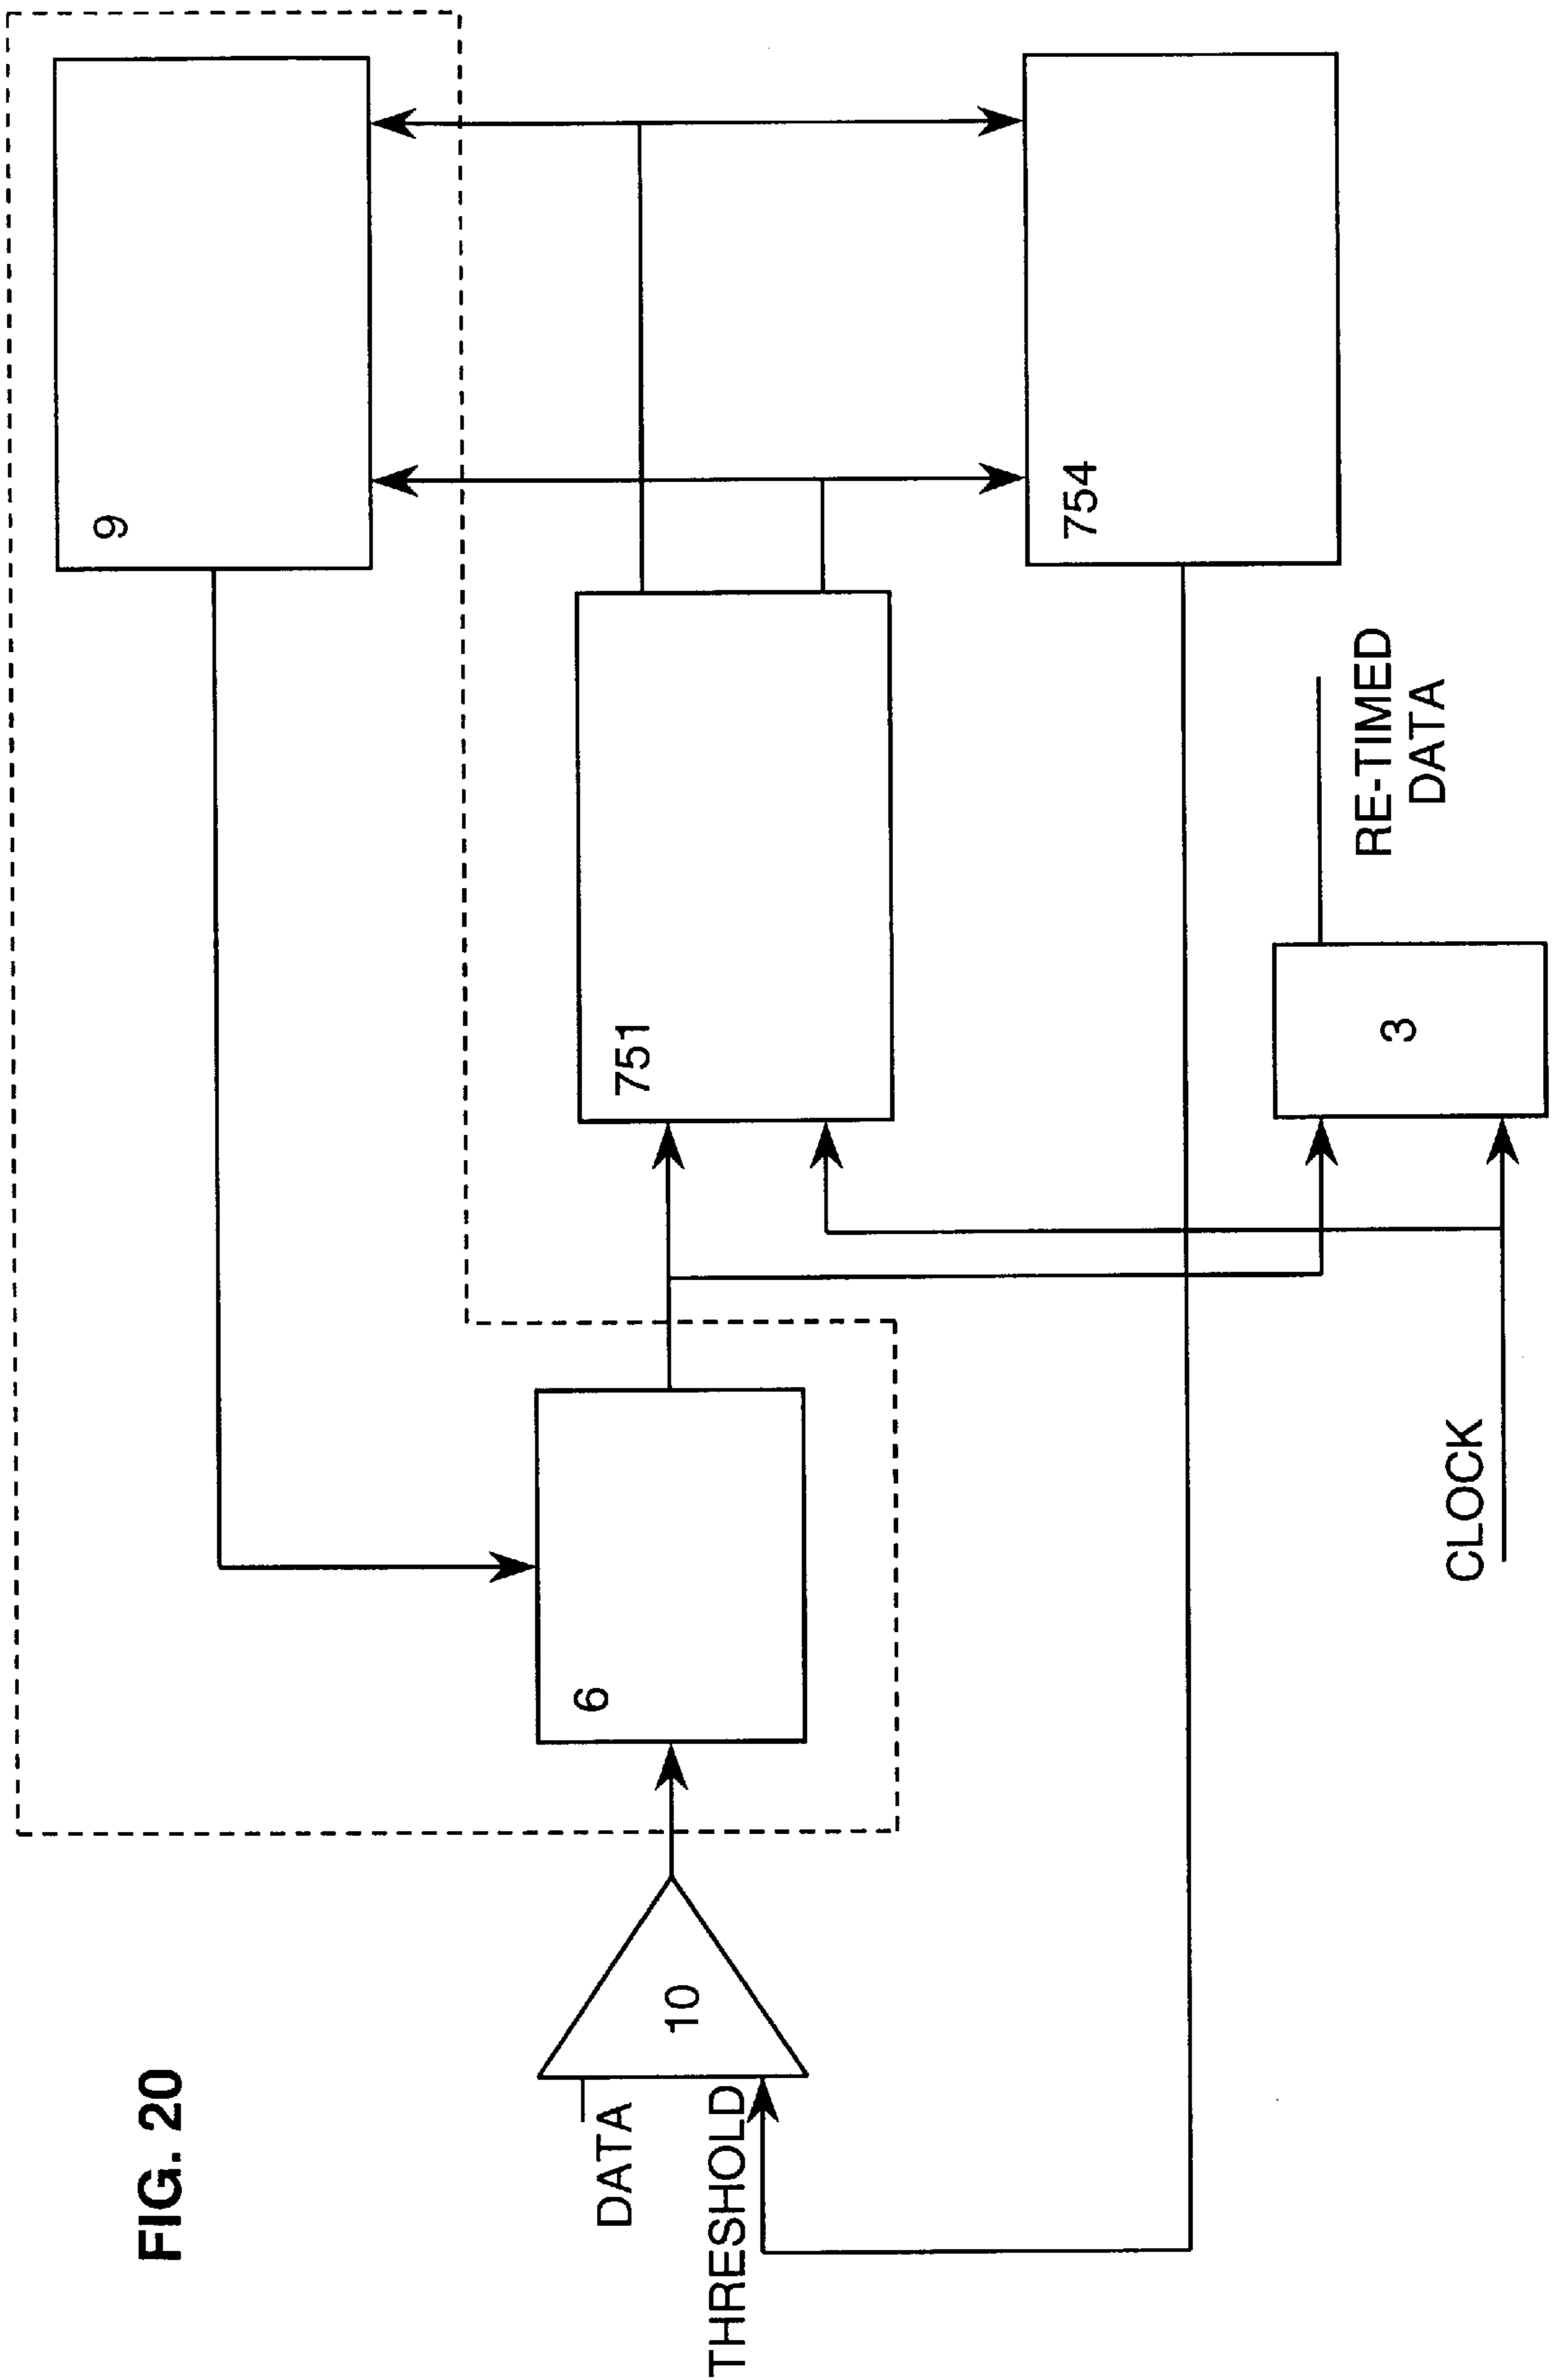 FIG. 20
9
6
751
754
10
DATA
THRESHOLD
3
RE-TIMED
DATA
CLOCK